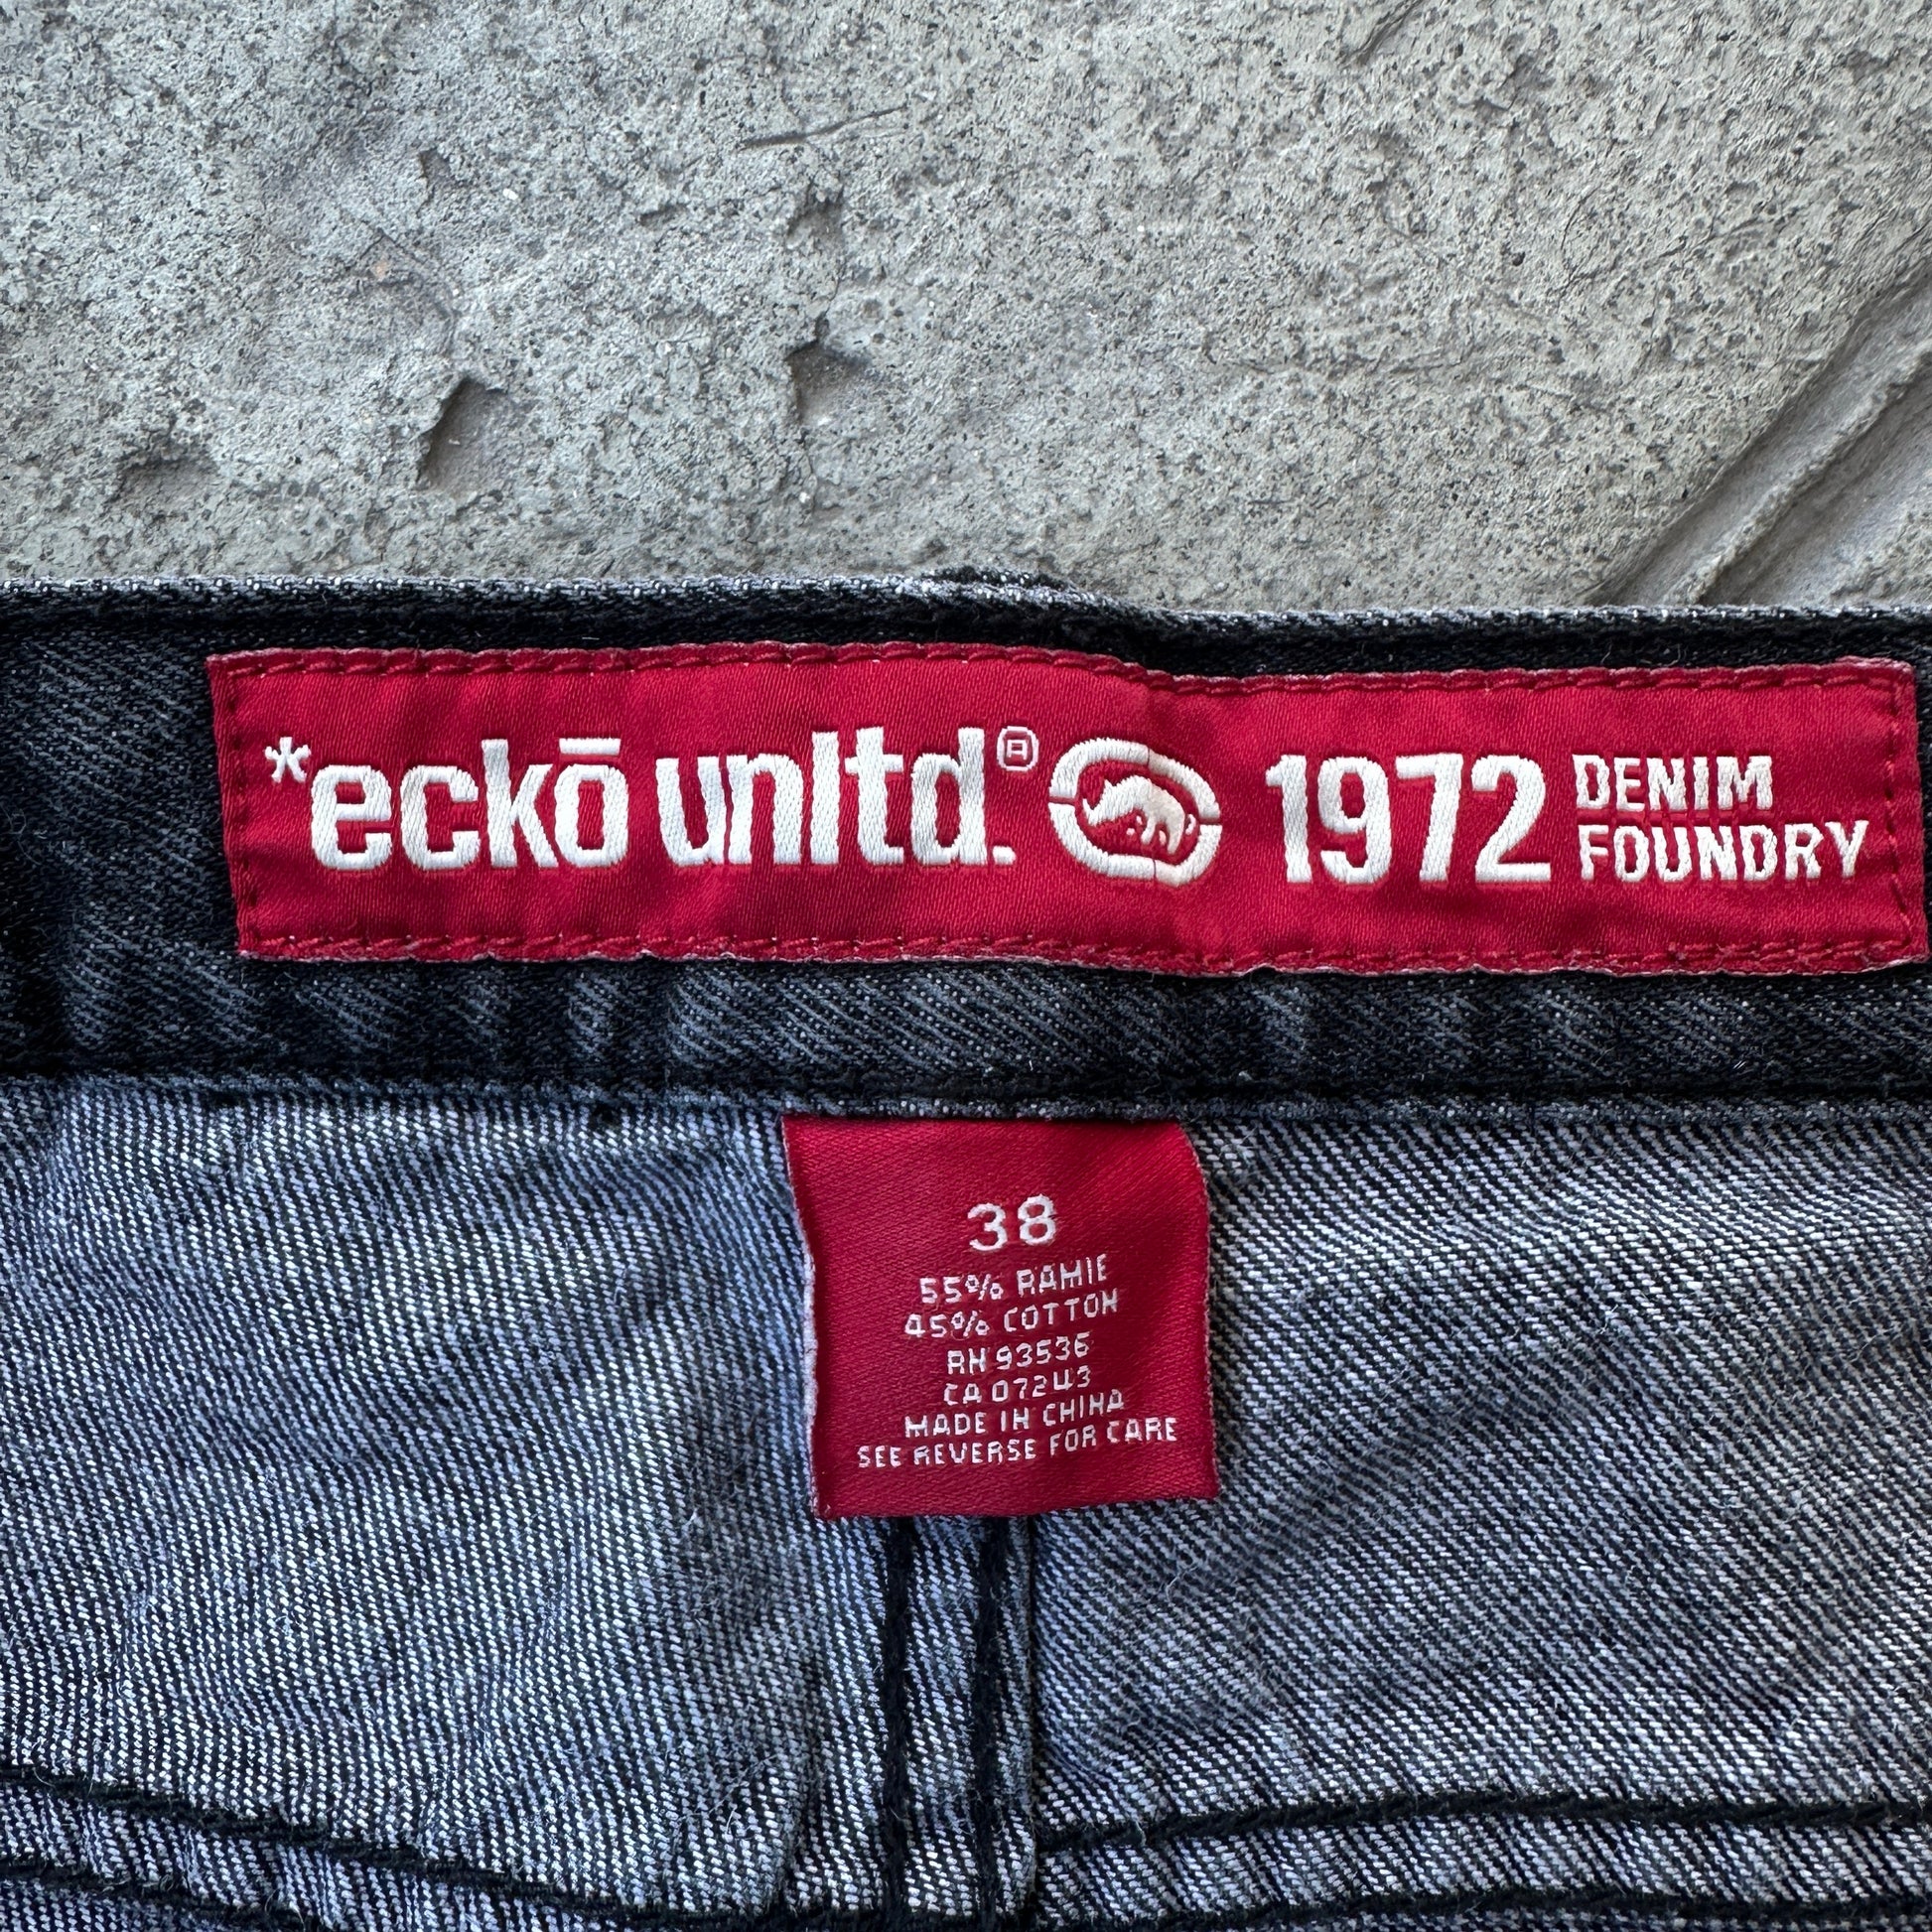 *eckō unltd.® 1972 DENIM
FOUNDRY
38
55% RAMIE
45% COTTON
RN 93536
CA 07243
MADE IN CHINA
SEE REVERSE FOR CARE